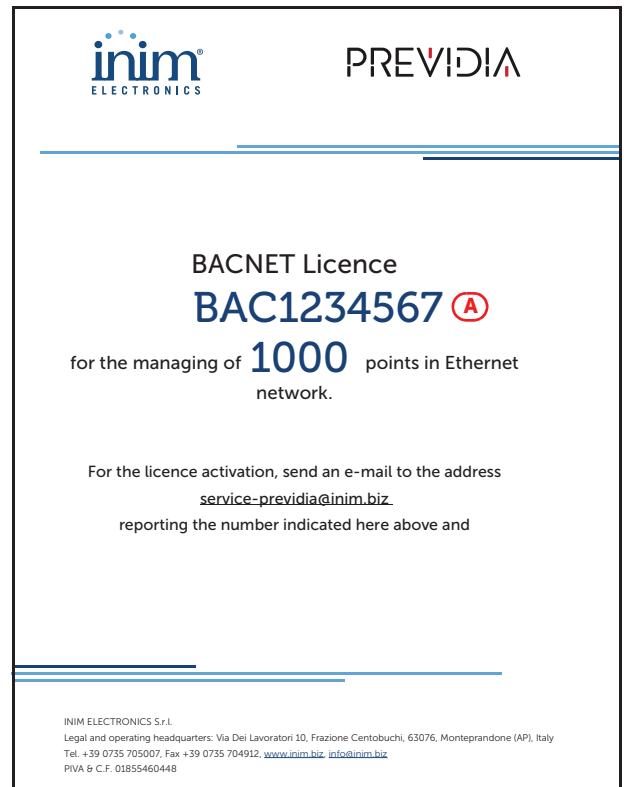 inim®
ELECTRONICS
PREVIDIA
BACNET Licence
BAC1234567 A
for the managing of 1000 points in Ethernet
network.
For the licence activation, send an e-mail to the address
service-previdia@inim.biz
reporting the number indicated here above and
INIM ELECTRONICS S.r.l.
Legal and operating headquarters: Via Dei Lavoratori 10, Frazione Centobuchi, 63076, Monteprandone (AP), Italy
Tel. +39 0735 705007, Fax +39 0735 704912, www.inim.biz, info@inim.biz
PIVA & C.F. 01855460448